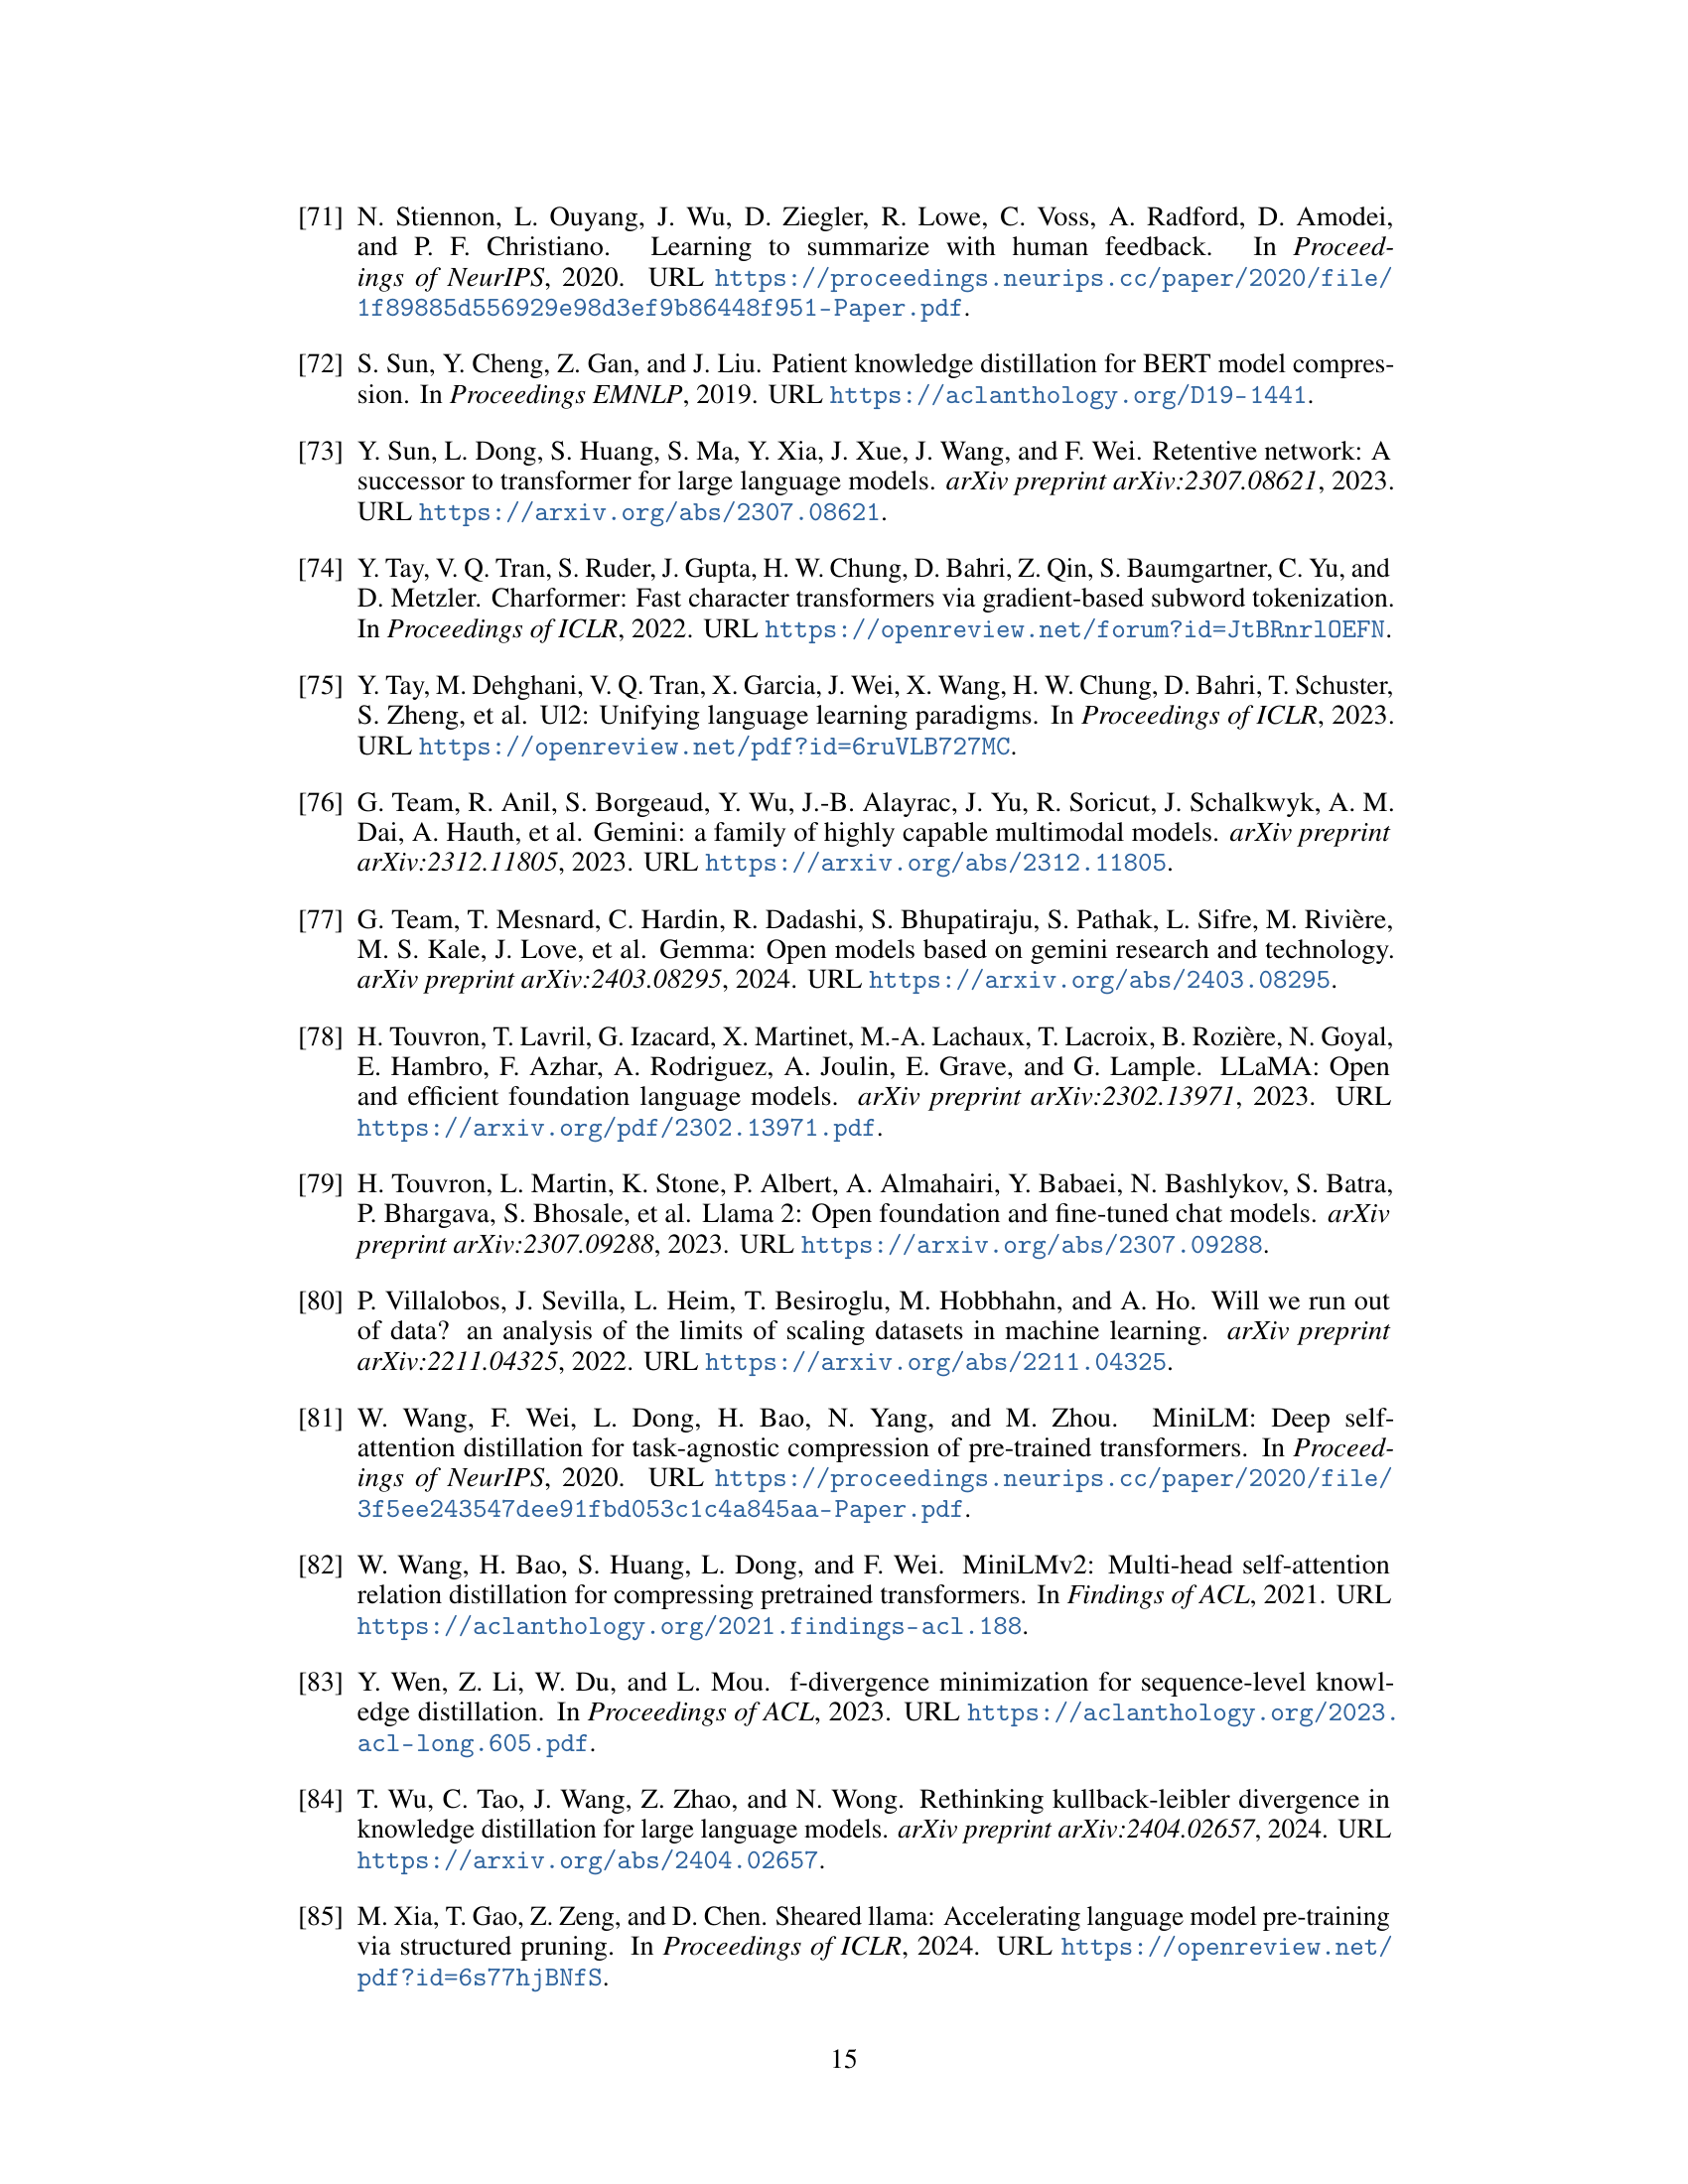 [71] N. Stiennon, L. Ouyang, J. Wu, D. Ziegler, R. Lowe, C. Voss, A. Radford, D. Amodei,
and P. F. Christiano. Learning to summarize with human feedback. In Proceed-
ings of NeurIPS, 2020. URL https://proceedings.neurips.cc/paper/2020/file/
1f89885d556929e98d3ef9b86448f951-Paper.pdf.
[72] S. Sun, Y. Cheng, Z. Gan, and J. Liu. Patient knowledge distillation for BERT model compres-
sion. In Proceedings EMNLP, 2019. URL https://aclanthology.org/D19-1441.
[73] Y. Sun, L. Dong, S. Huang, S. Ma, Y. Xia, J. Xue, J. Wang, and F. Wei. Retentive network: A
successor to transformer for large language models. arXiv preprint arXiv:2307.08621, 2023.
URL https://arxiv.org/abs/2307.08621.
[74] Y. Tay, V. Q. Tran, S. Ruder, J. Gupta, H. W. Chung, D. Bahri, Z. Qin, S. Baumgartner, C. Yu, and
D. Metzler. Charformer: Fast character transformers via gradient-based subword tokenization.
In Proceedings of ICLR, 2022. URL https://openreview.net/forum?id=JtBRnrlOEFN.
[75] Y. Tay, M. Dehghani, V. Q. Tran, X. Garcia, J. Wei, X. Wang, H. W. Chung, D. Bahri, T. Schuster,
S. Zheng, et al. Ul2: Unifying language learning paradigms. In Proceedings of ICLR, 2023.
URL https://openreview.net/pdf?id=6ruVLB727MC.
[76] G. Team, R. Anil, S. Borgeaud, Y. Wu, J.-B. Alayrac, J. Yu, R. Soricut, J. Schalkwyk, A. M.
Dai, A. Hauth, et al. Gemini: a family of highly capable multimodal models. arXiv preprint
arXiv:2312.11805, 2023. URL https://arxiv.org/abs/2312.11805.
[77] G. Team, T. Mesnard, C. Hardin, R. Dadashi, S. Bhupatiraju, S. Pathak, L. Sifre, M. Rivière,
M. S. Kale, J. Love, et al. Gemma: Open models based on gemini research and technology.
arXiv preprint arXiv:2403.08295, 2024. URL https://arxiv.org/abs/2403.08295.
[78] H. Touvron, T. Lavril, G. Izacard, X. Martinet, M.-A. Lachaux, T. Lacroix, B. Rozière, N. Goyal,
E. Hambro, F. Azhar, A. Rodriguez, A. Joulin, E. Grave, and G. Lample. LLaMA: Open
and efficient foundation language models. arXiv preprint arXiv:2302.13971, 2023. URL
https://arxiv.org/pdf/2302.13971.pdf.
[79] H. Touvron, L. Martin, K. Stone, P. Albert, A. Almahairi, Y. Babaei, N. Bashlykov, S. Batra,
P. Bhargava, S. Bhosale, et al. Llama 2: Open foundation and fine-tuned chat models. arXiv
preprint arXiv:2307.09288, 2023. URL https://arxiv.org/abs/2307.09288.
[80] P. Villalobos, J. Sevilla, L. Heim, T. Besiroglu, M. Hobbhahn, and A. Ho. Will we run out
of data? an analysis of the limits of scaling datasets in machine learning. arXiv preprint
arXiv:2211.04325, 2022. URL https://arxiv.org/abs/2211.04325.
[81] W. Wang, F. Wei, L. Dong, H. Bao, N. Yang, and M. Zhou. MiniLM: Deep self-
attention distillation for task-agnostic compression of pre-trained transformers. In Proceed-
ings of NeurIPS, 2020. URL https://proceedings.neurips.cc/paper/2020/file/
3f5ee243547dee91fbd053c1c4a845aa-Paper.pdf.
[82] W. Wang, H. Bao, S. Huang, L. Dong, and F. Wei. MiniLMv2: Multi-head self-attention
relation distillation for compressing pretrained transformers. In Findings of ACL, 2021. URL
https://aclanthology.org/2021.findings-acl.188.
[83] Y. Wen, Z. Li, W. Du, and L. Mou. f-divergence minimization for sequence-level knowl-
edge distillation. In Proceedings of ACL, 2023. URL https://aclanthology.org/2023.
acl-long.605.pdf.
[84] T. Wu, C. Tao, J. Wang, Z. Zhao, and N. Wong. Rethinking kullback-leibler divergence in
knowledge distillation for large language models. arXiv preprint arXiv:2404.02657, 2024. URL
https://arxiv.org/abs/2404.02657.
[85] M. Xia, T. Gao, Z. Zeng, and D. Chen. Sheared llama: Accelerating language model pre-training
via structured pruning. In Proceedings of ICLR, 2024. URL https://openreview.net/
pdf?id=6s77hjBNfS.
15